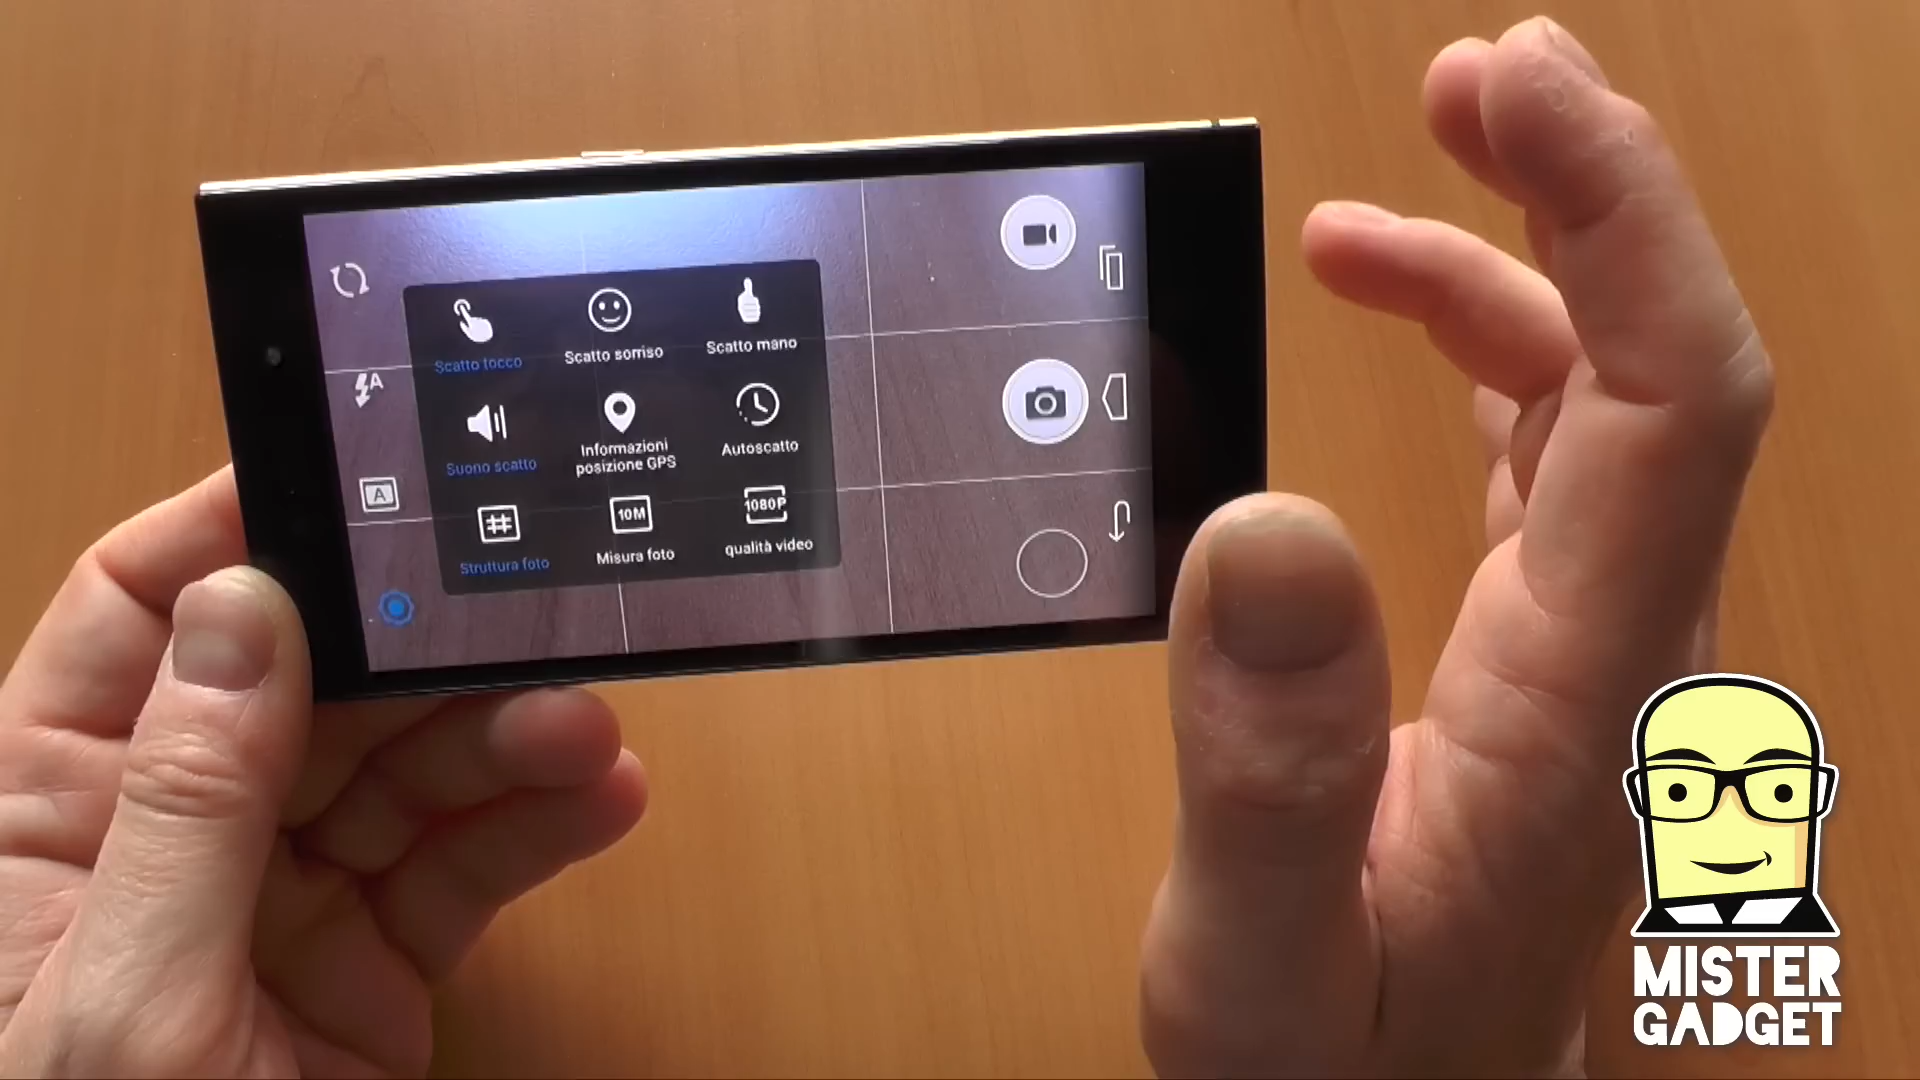 Scatto tocco
Scatto sorriso
Scatto mano
Suono scatto
Informazioni
posizione GPS
Autoscatto
Struttura foto
10M
Misura foto
1080P
qualità video
A
A
MISTER
GADGET